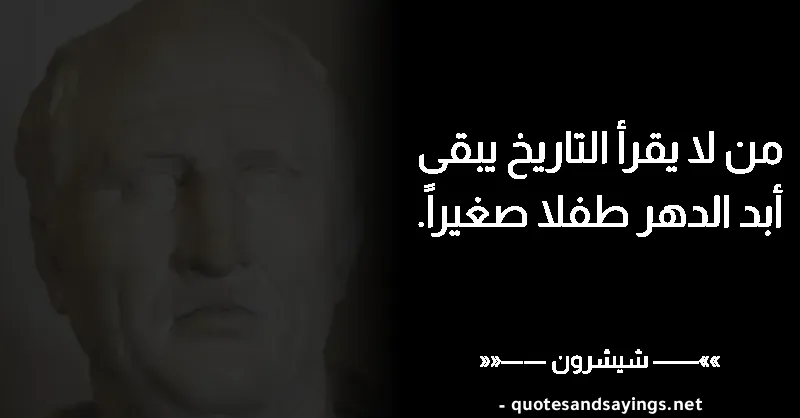 من لا يقرأ التاريخ يبقى
أبد الدهر طفلا صغيراً.
»»—— شيشرون ——««
- quotesandsayings.net